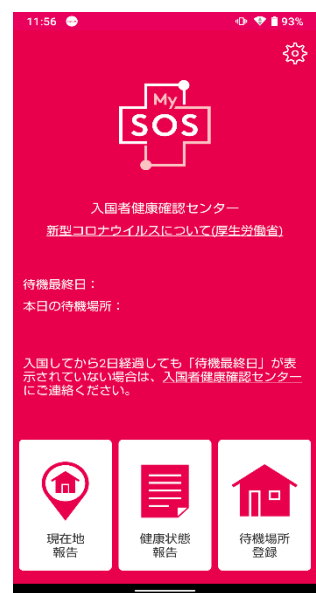 11:56
93%
My
SOS
入国者健康確認センター
新型コロナウイルスについて(厚生労働省)
待機最終日：
本日の待機場所：
入国してから2日経過しても「待機最終日」が表
示されていない場合は、入国者健康確認センター
にご連絡ください。
現在地
報告
健康状態
報告
待機場所
登録